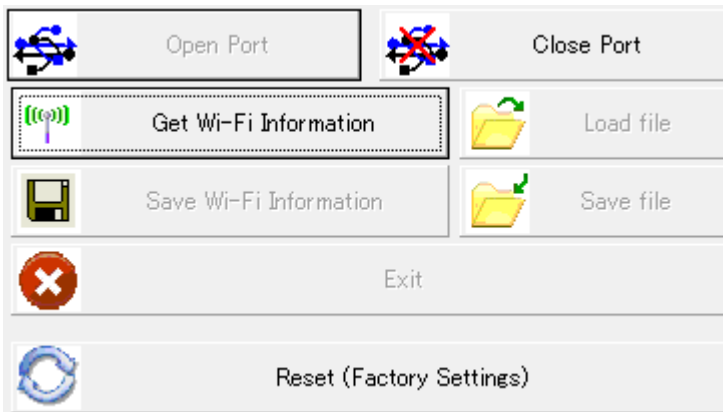 Open Port
Close Port
Get Wi-Fi Information
Load file
Save Wi-Fi Information
Save file
Exit
Reset (Factory Settings)